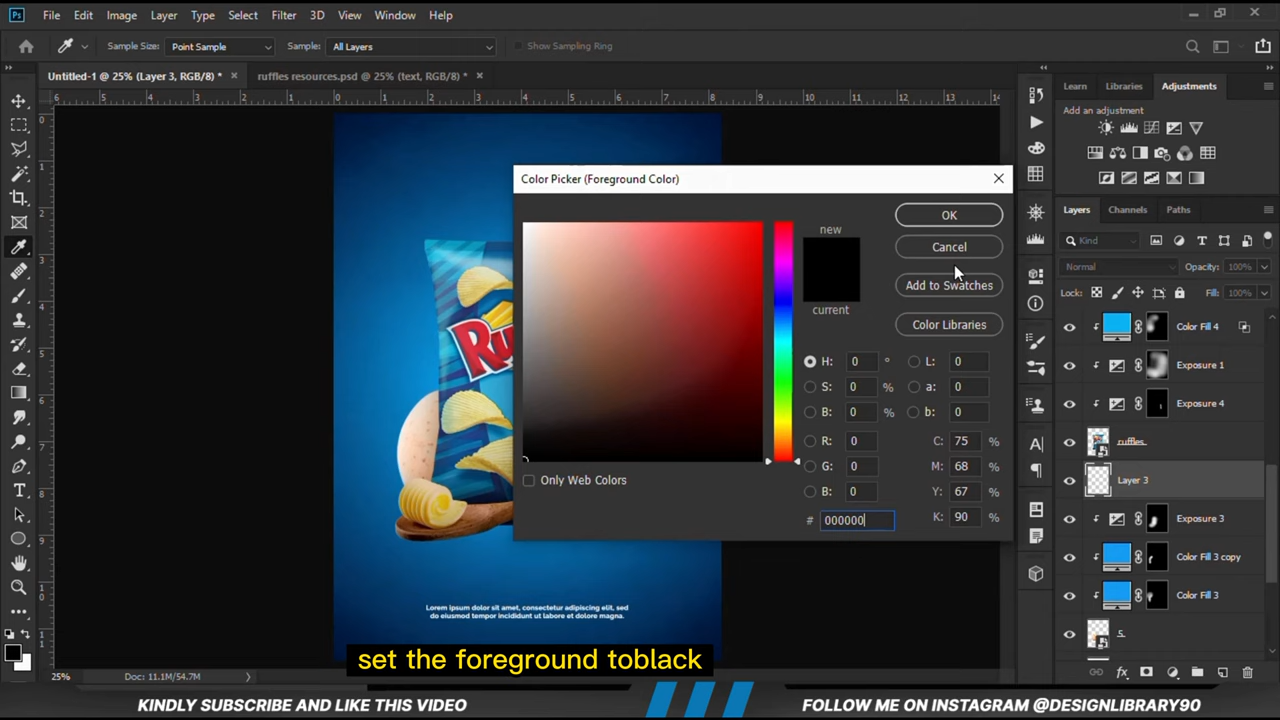 Ps File Edit Image Layer Type Select Filter 3D View Window Help
Sample Size: Point Sample Sample: All Layers Show Sampling Ring
Untitled-1 @ 25% (Layer 3, RGB/8) * ruffles resources.psd @ 25% (text, RGB/8) *
Learn Libraries Adjustments
Add an adjustment
Color Picker (Foreground Color)
OK
new
Cancel
Add to Swatches
current
Color Libraries
H: 0 ° L: 0
S: 0 % a: 0
B: 0 % b: 0
R: 0 C: 75 %
G: 0 M: 68 %
B: 0 Y: 67 %
# 000000 K: 90 %
Only Web Colors
Layers Channels Paths
Kind
Normal Opacity: 100%
Lock: Fill: 100%
Color Fill 4
Exposure 1
Exposure 4
ruffles
Layer 3
Exposure 3
Color Fill 3 copy
Color Fill 3
S
Ru
Lorem ipsum dolor sit amet, consectetur adipiscing elit, sed
do eiusmod tempor incididunt ut labore et dolore magna.
set the foreground toblack
25% Doc: 11.1M/54.7M
KINDLY SUBSCRIBE AND LIKE THIS VIDEO
FOLLOW ME ON INSTAGRAM @DESIGNLIBRARY90